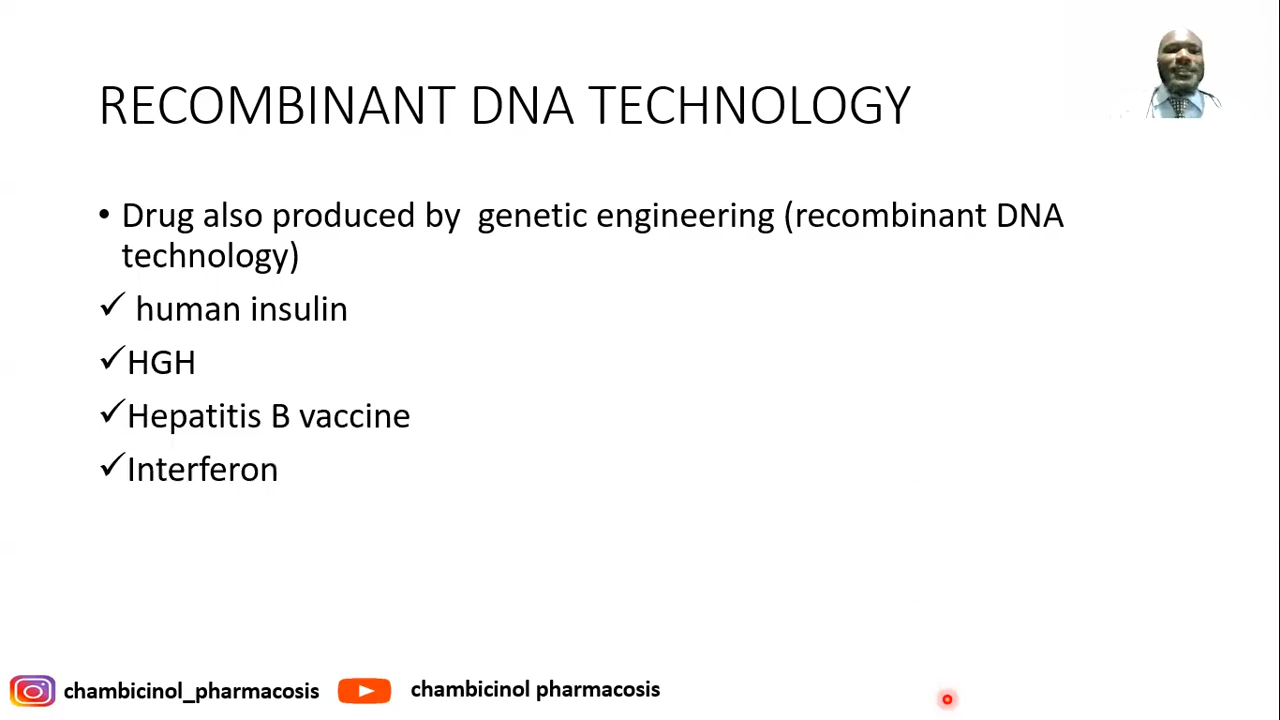 RECOMBINANT DNA TECHNOLOGY
• Drug also produced by  genetic engineering (recombinant DNA
technology)
✓ human insulin
✓HGH
✓Hepatitis B vaccine
✓Interferon
chambicinol_pharmacosis
chambicinol pharmacosis